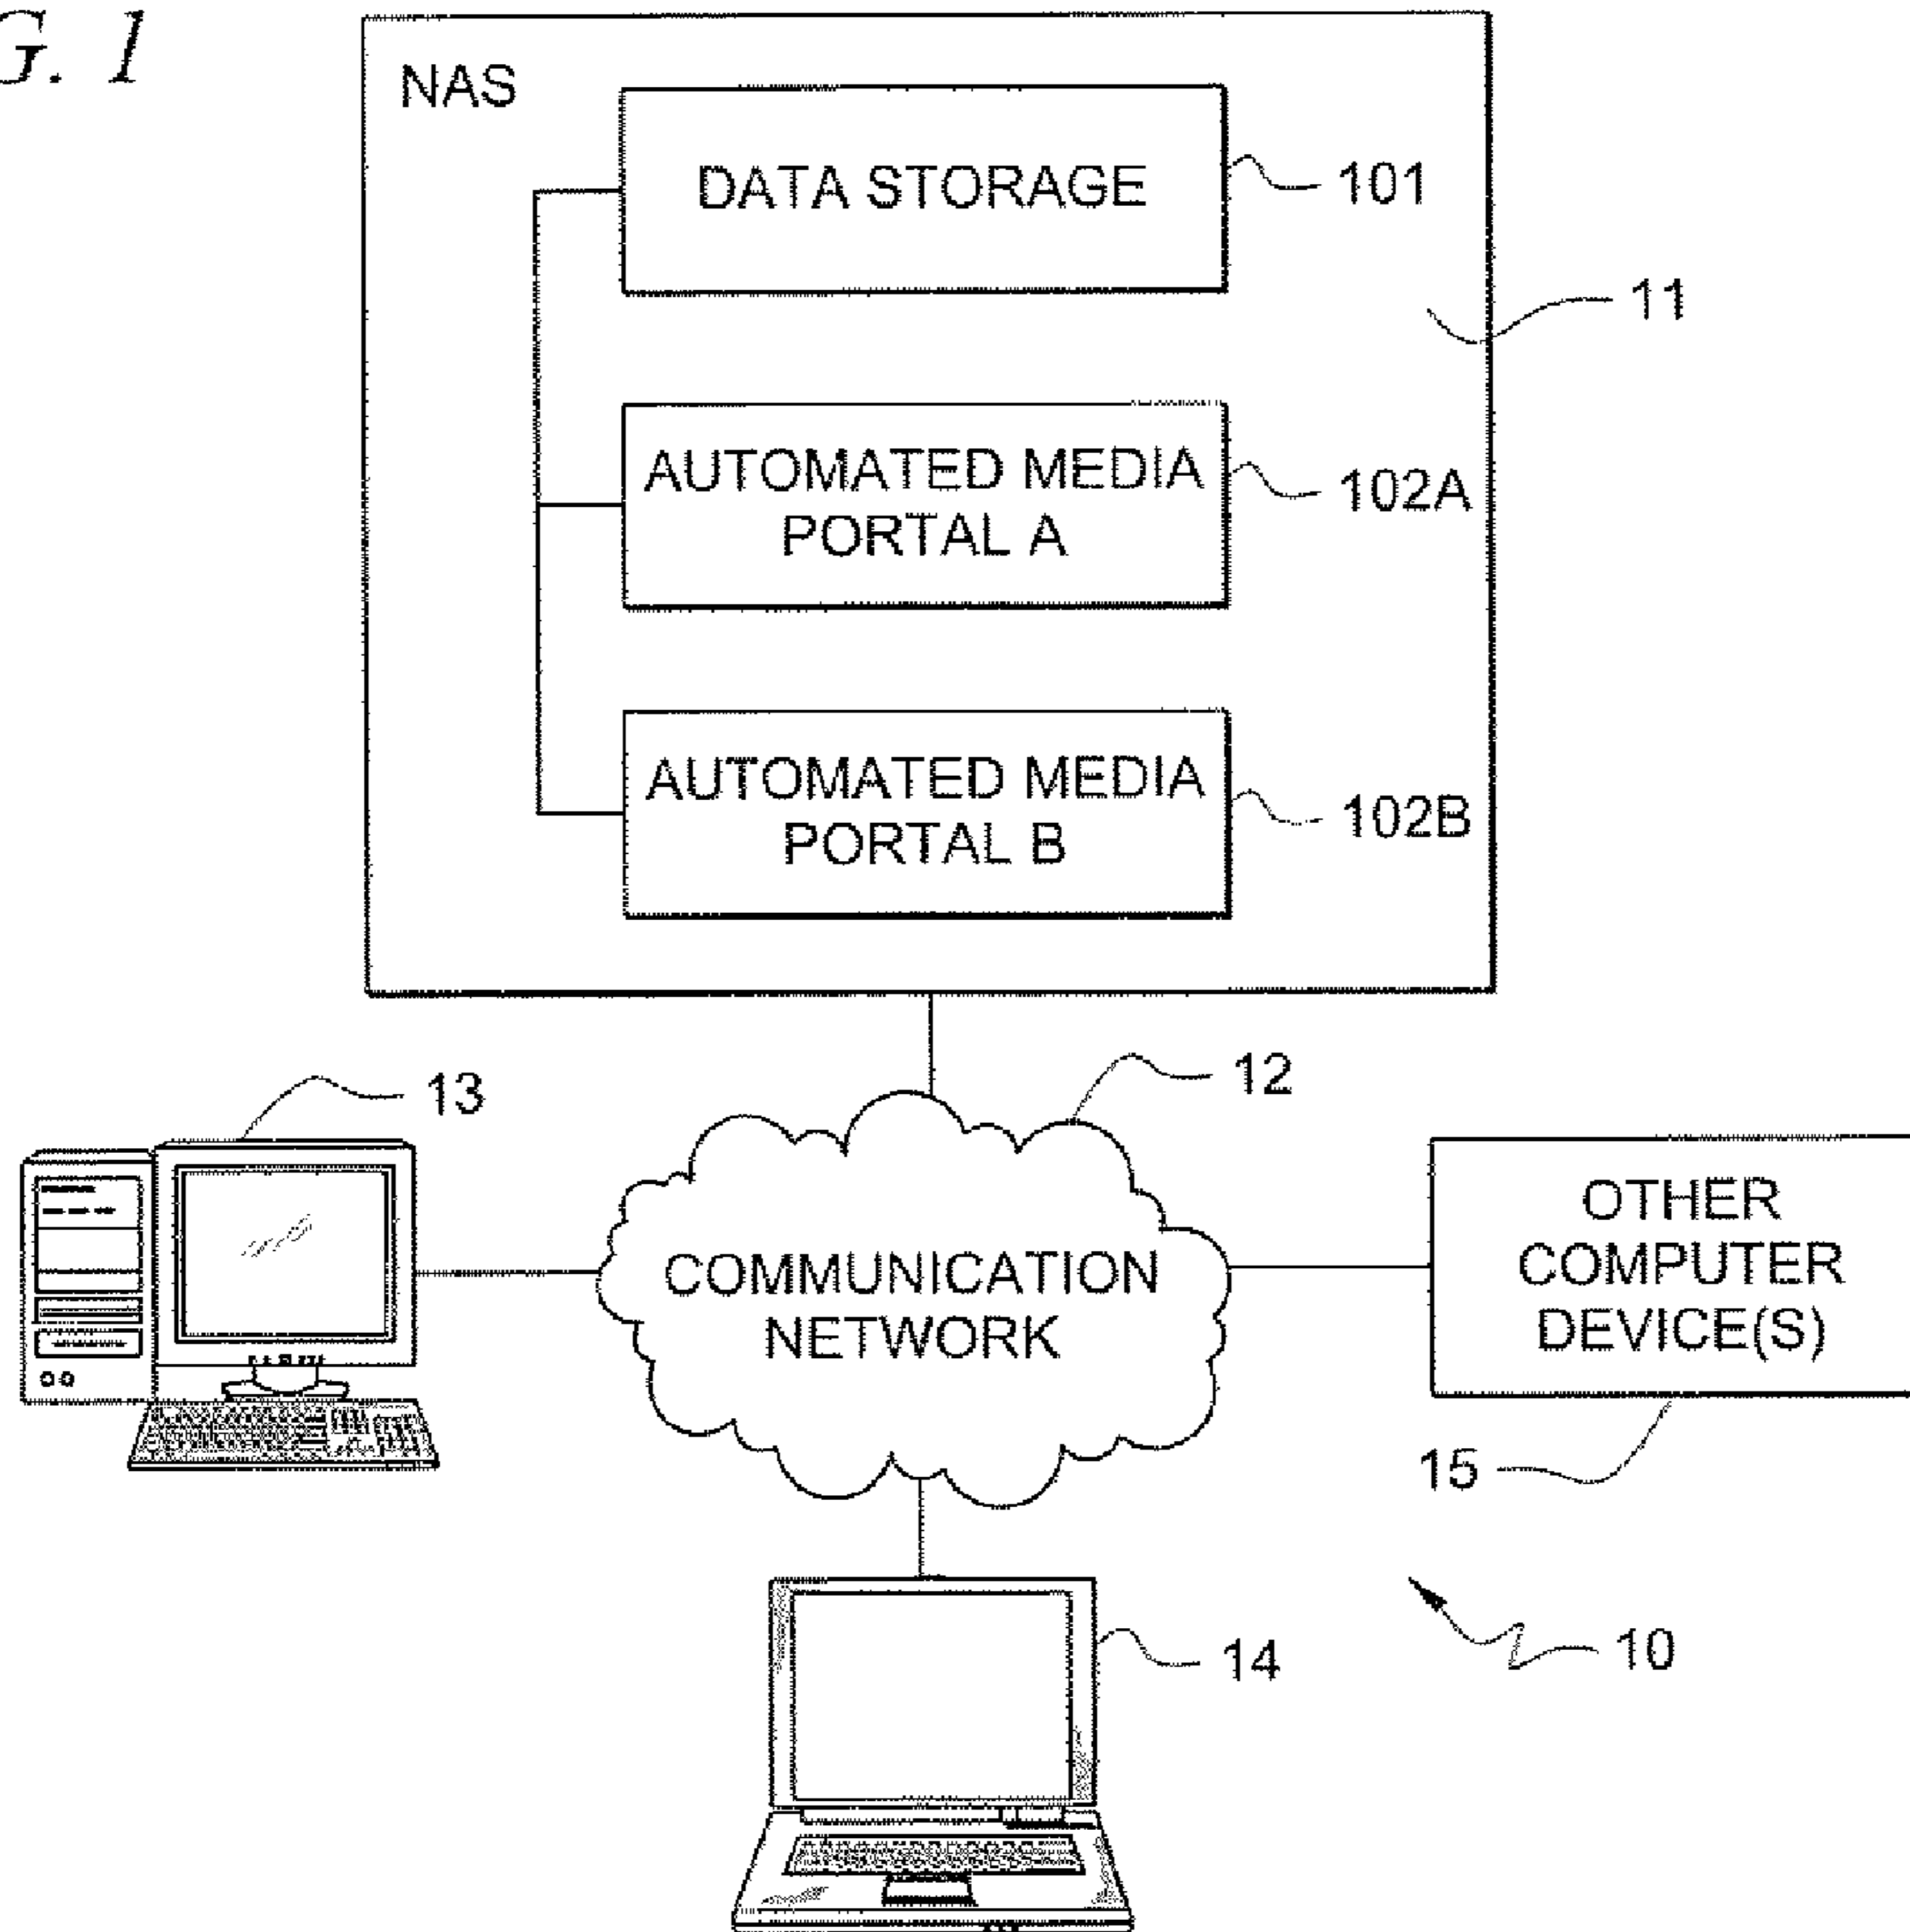 G. 1
NAS
DATA STORAGE
101
11
AUTOMATED MEDIA
PORTAL A
102A
AUTOMATED MEDIA
PORTAL B
102B
12
13
COMMUNICATION
NETWORK
OTHER
COMPUTER
DEVICE(S)
15
14
10